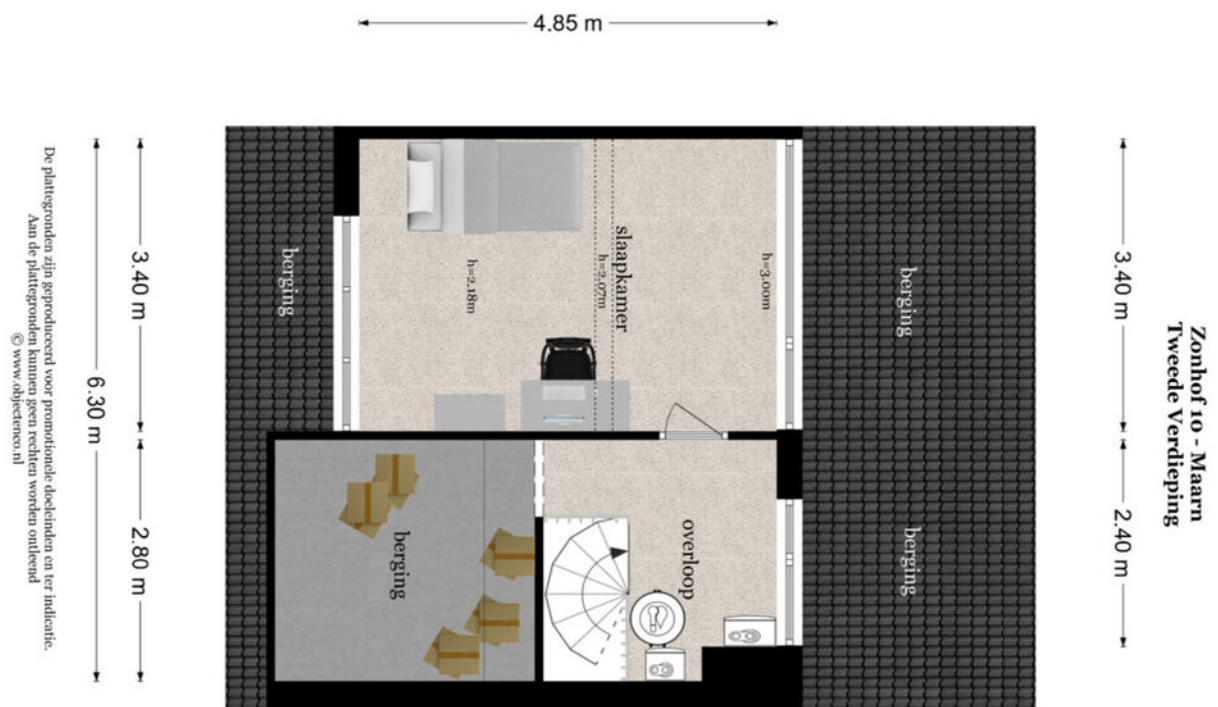 Zonhof 10 - Maarn
Tweede Verdieping
4.85 m
3.40 m
2.40 m
3.40 m
2.80 m
6.30 m
berging
berging
berging
berging
slaapkamer
h=2.18m
h=2.07m
h=3.00m
overloop
De plattegronden zijn geproduceerd voor promotionele doeleinden en ter indicatie.
Aan de plattegronden kunnen geen rechten worden ontleend
© www.objectenco.nl